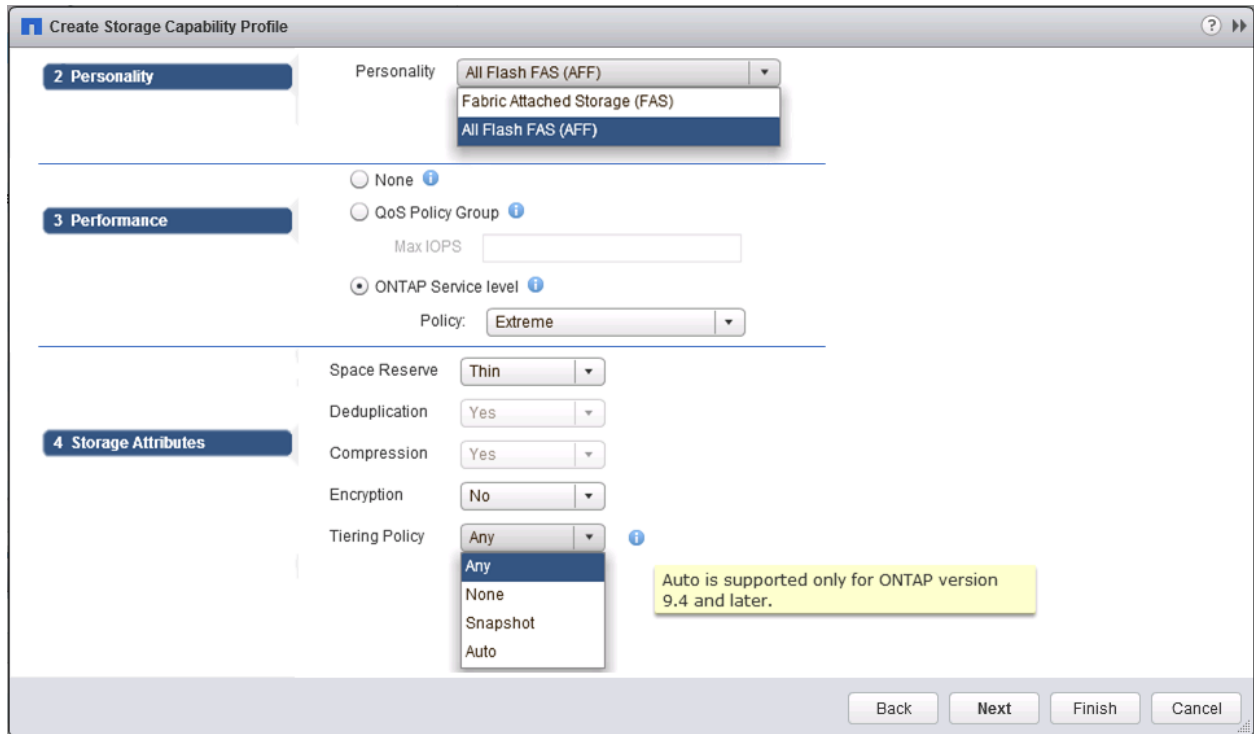 Create Storage Capability Profile
2 Personality
Personality
All Flash FAS (AFF)
Fabric Attached Storage (FAS)
All Flash FAS (AFF)
3 Performance
None
QoS Policy Group
Max IOPS
ONTAP Service level
Policy:
Extreme
4 Storage Attributes
Space Reserve
Thin
Deduplication
Yes
Compression
Yes
Encryption
No
Tiering Policy
Any
Any
None
Snapshot
Auto
Auto is supported only for ONTAP version
9.4 and later.
Back
Next
Finish
Cancel